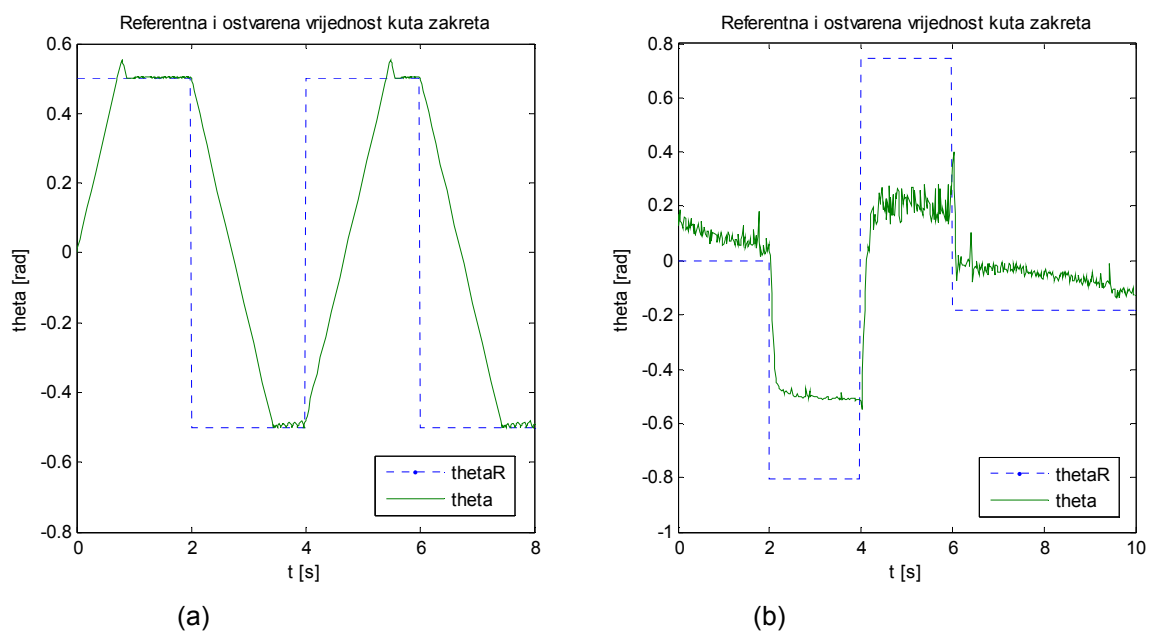 Referentna i ostvarena vrijednost kuta zakreta
0.6
0.4
0.2
0
-0.2
-0.4
-0.6
-0.8
theta [rad]
0 2 4 6 8
t [s]
thetaR
theta
(a)
Referentna i ostvarena vrijednost kuta zakreta
0.8
0.6
0.4
0.2
0
-0.2
-0.4
-0.6
-0.8
-1
theta [rad]
0 2 4 6 8 10
t [s]
thetaR
theta
(b)